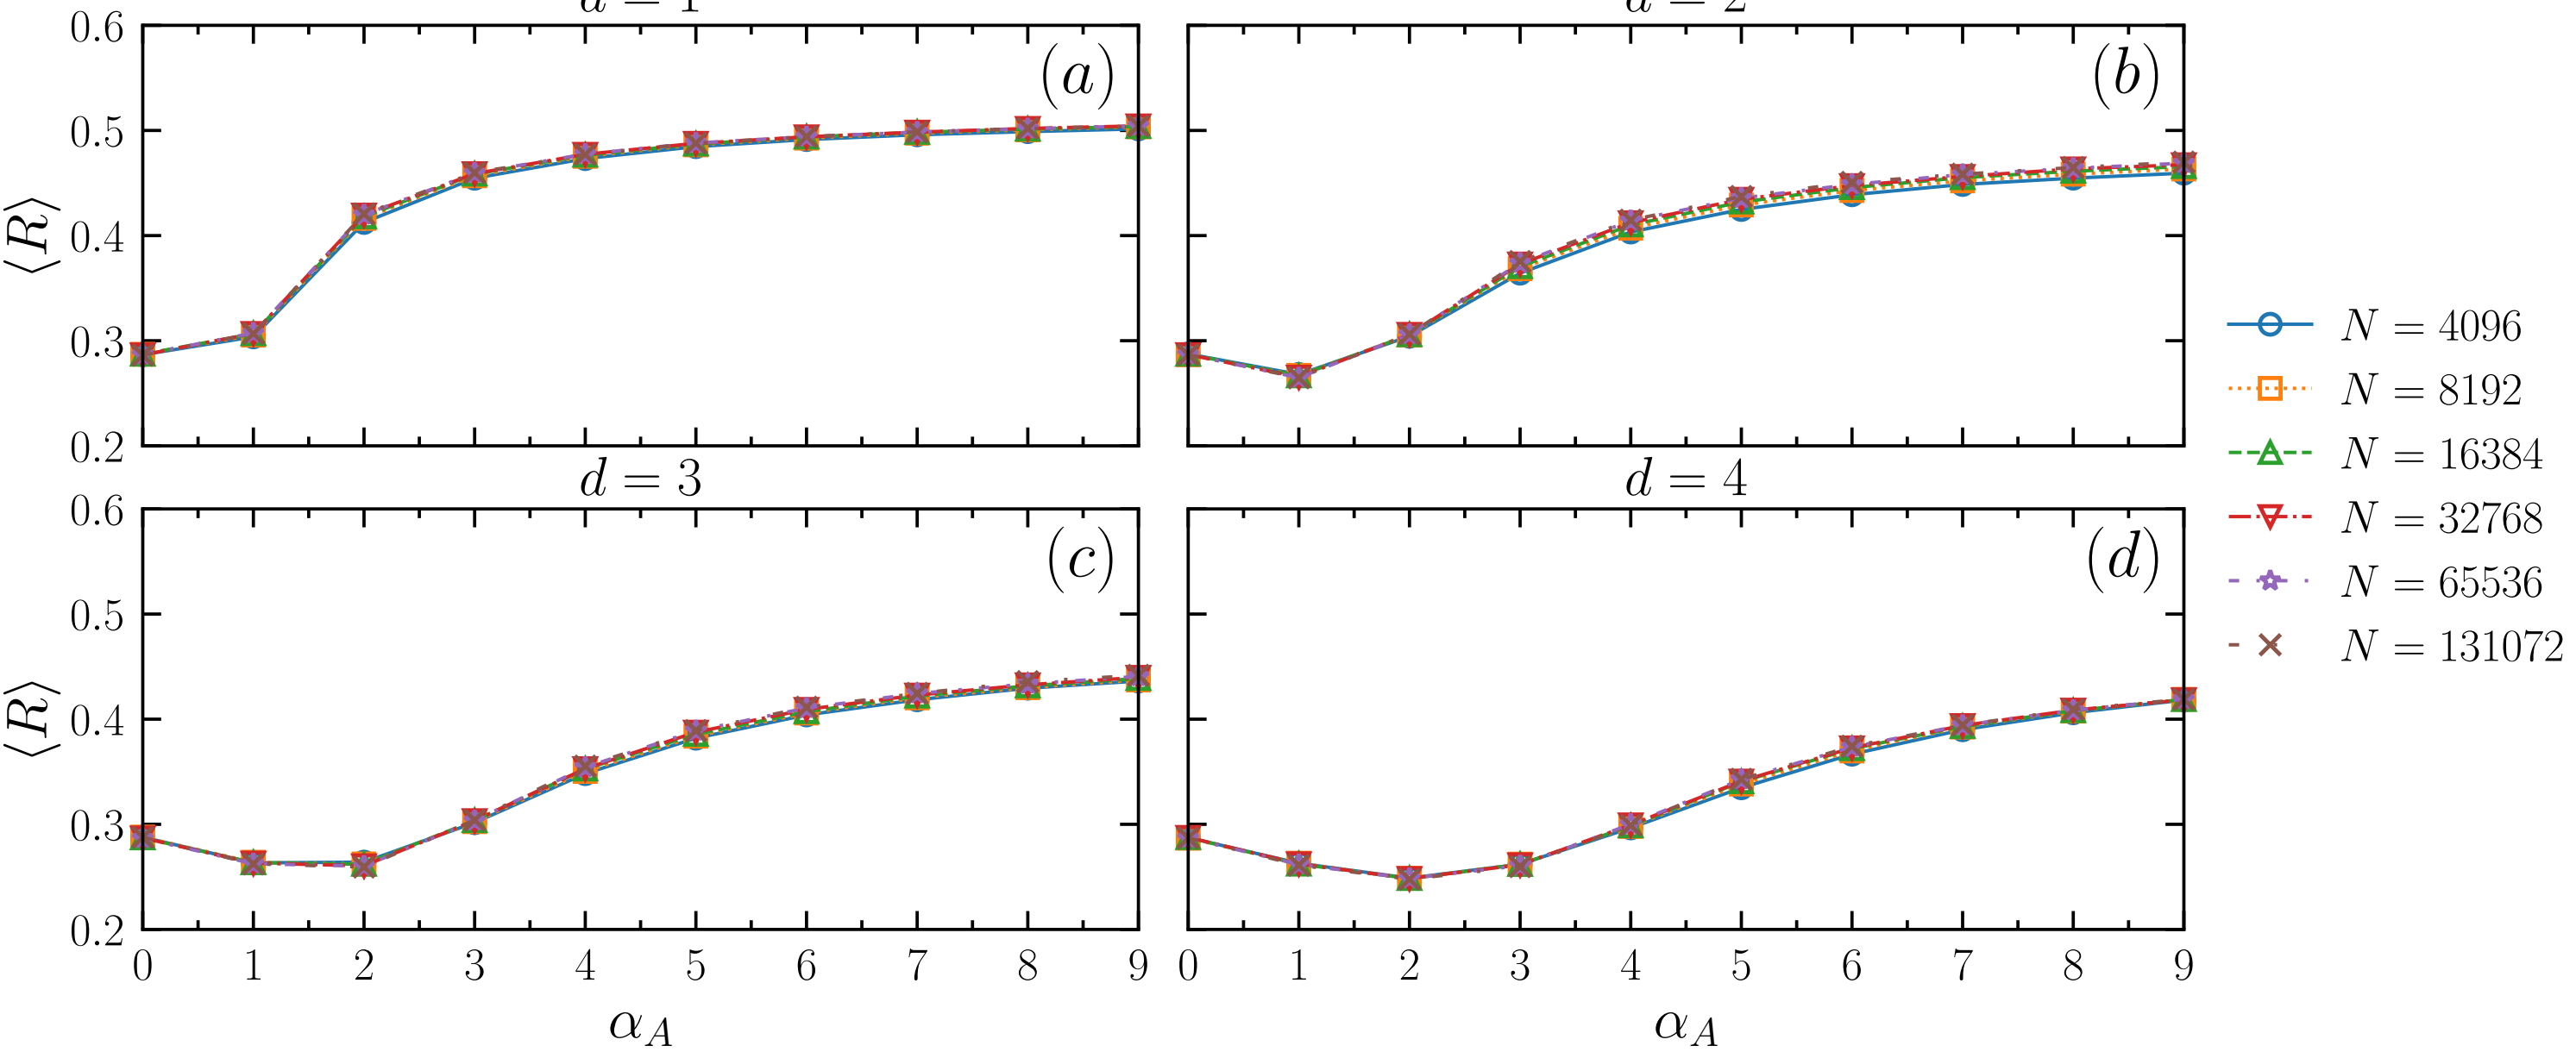 d = 1
d = 2
0.6
0.5
0.4
0.3
0.2
⟨R⟩
(a)
(b)
d = 3
d = 4
0.6
0.5
0.4
0.3
0.2
⟨R⟩
(c)
(d)
0 1 2 3 4 5 6 7 8 9
0 1 2 3 4 5 6 7 8 9
α_A
α_A
N = 4096
N = 8192
N = 16384
N = 32768
N = 65536
N = 131072